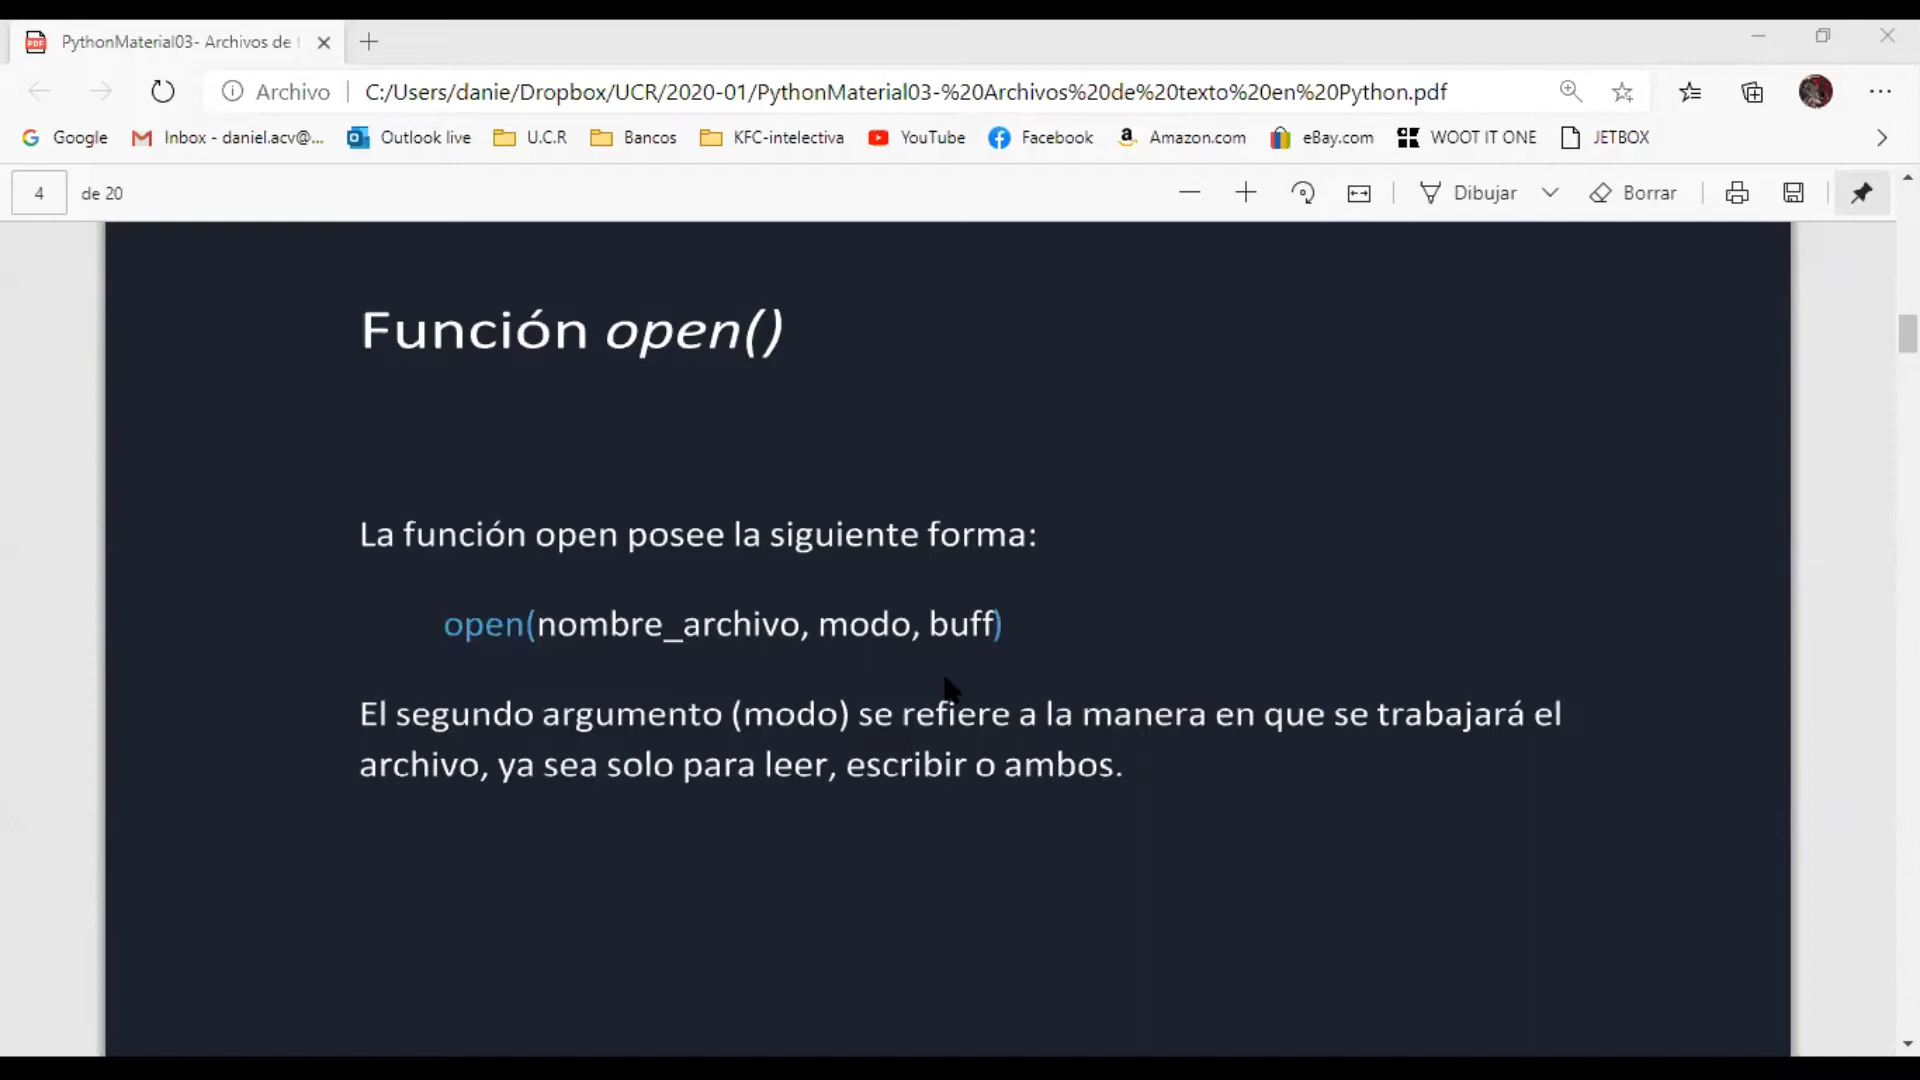 PythonMaterial03- Archivos de
Archivo C:/Users/danie/Dropbox/UCR/2020-01/PythonMaterial03-%20Archivos%20de%20texto%20en%20Python.pdf
Google Inbox - daniel.acv@... Outlook live U.C.R Bancos KFC-intelectiva YouTube Facebook Amazon.com eBay.com WOOT IT ONE JETBOX
4 de 20 Dibujar Borrar
Función open()
La función open posee la siguiente forma:
open(nombre_archivo, modo, buff)
El segundo argumento (modo) se refiere a la manera en que se trabajará el
archivo, ya sea solo para leer, escribir o ambos.